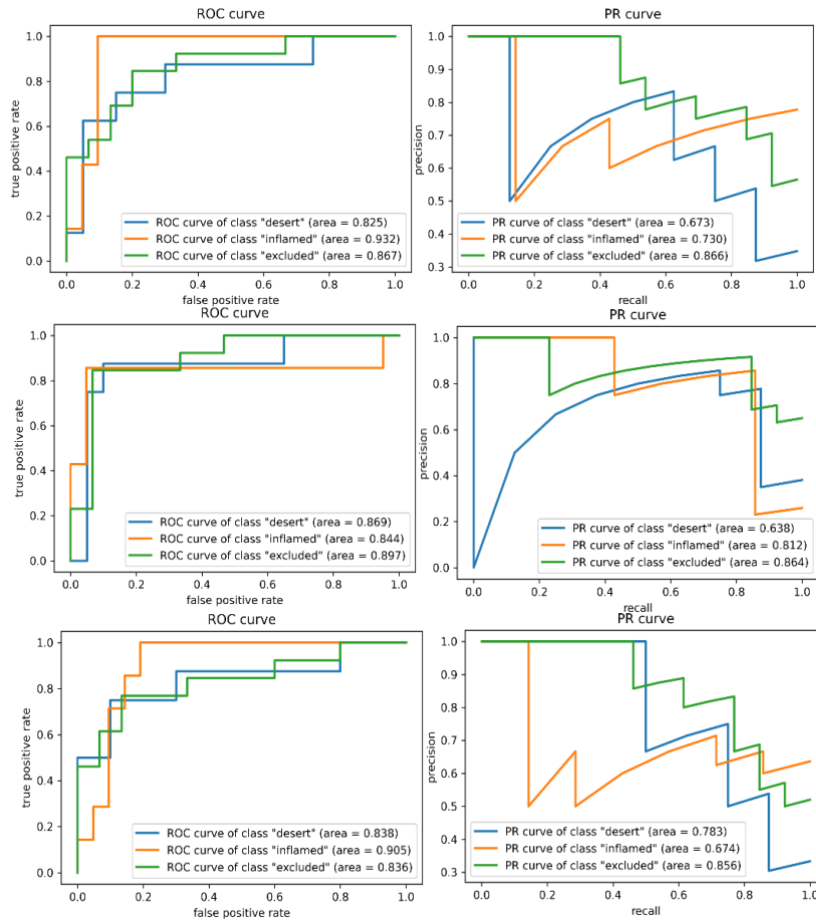 ROC curve
1.0
0.8
0.6
0.4
0.2
0.0
true positive rate
ROC curve of class "desert" (area = 0.825)
ROC curve of class "inflamed" (area = 0.932)
ROC curve of class "excluded" (area = 0.867)
0.0 0.2 0.4 0.6 0.8 1.0
false positive rate
PR curve
1.0
0.9
0.8
0.7
0.6
0.5
0.4
0.3
precision
PR curve of class "desert" (area = 0.673)
PR curve of class "inflamed" (area = 0.730)
PR curve of class "excluded" (area = 0.866)
0.0 0.2 0.4 0.6 0.8 1.0
recall
ROC curve
1.0
0.8
0.6
0.4
0.2
0.0
true positive rate
ROC curve of class "desert" (area = 0.869)
ROC curve of class "inflamed" (area = 0.844)
ROC curve of class "excluded" (area = 0.897)
0.0 0.2 0.4 0.6 0.8 1.0
false positive rate
PR curve
1.0
0.8
0.6
0.4
0.2
0.0
precision
PR curve of class "desert" (area = 0.638)
PR curve of class "inflamed" (area = 0.812)
PR curve of class "excluded" (area = 0.864)
0.0 0.2 0.4 0.6 0.8 1.0
recall
ROC curve
1.0
0.8
0.6
0.4
0.2
0.0
true positive rate
ROC curve of class "desert" (area = 0.838)
ROC curve of class "inflamed" (area = 0.905)
ROC curve of class "excluded" (area = 0.836)
0.0 0.2 0.4 0.6 0.8 1.0
false positive rate
PR curve
1.0
0.9
0.8
0.7
0.6
0.5
0.4
0.3
precision
PR curve of class "desert" (area = 0.783)
PR curve of class "inflamed" (area = 0.674)
PR curve of class "excluded" (area = 0.856)
0.0 0.2 0.4 0.6 0.8 1.0
recall